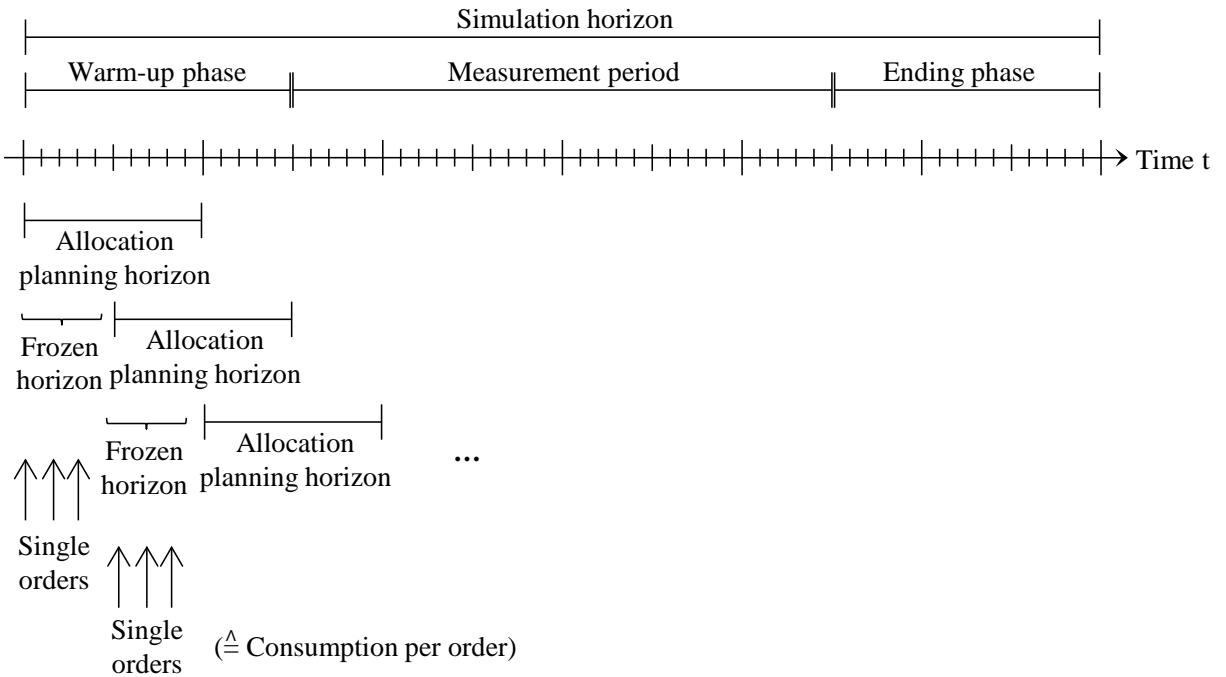 Simulation horizon
Warm-up phase
Measurement period
Ending phase
Time t
Allocation
planning horizon
Frozen
horizon
Allocation
planning horizon
Frozen
horizon
Allocation
planning horizon
...
Single
orders
Single
orders
(≙ Consumption per order)